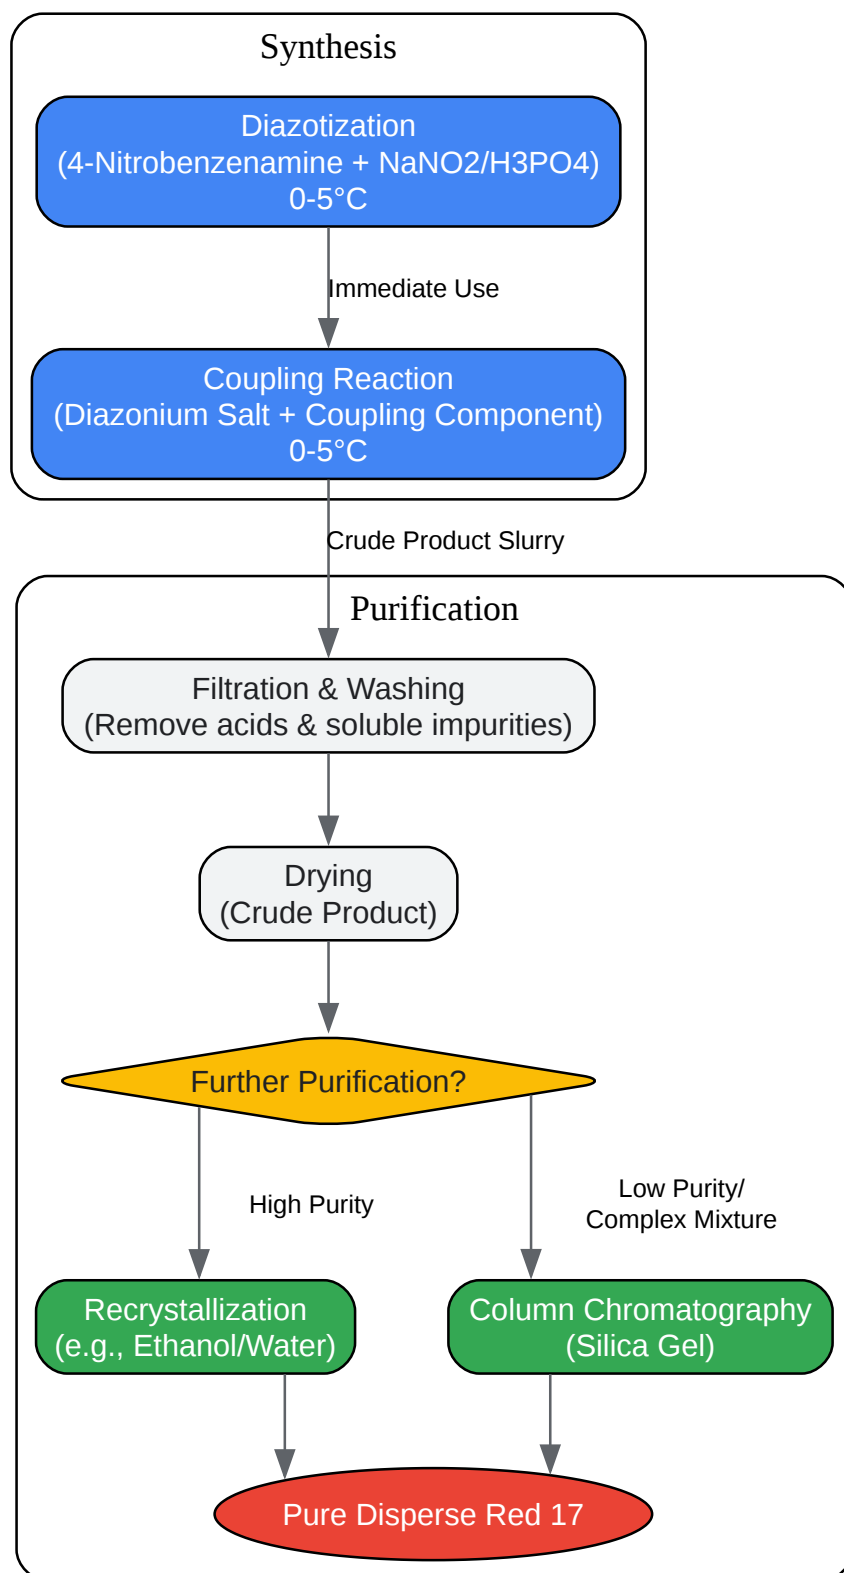 Synthesis
Diazotization
(4-Nitrobenzenamine + NaNO2/H3PO4)
0-5°C
Immediate Use
Coupling Reaction
(Diazonium Salt + Coupling Component)
0-5°C
Crude Product Slurry
Purification
Filtration & Washing
(Remove acids & soluble impurities)
Drying
(Crude Product)
Further Purification?
High Purity
Low Purity/
Complex Mixture
Recrystallization
(e.g., Ethanol/Water)
Column Chromatography
(Silica Gel)
Pure Disperse Red 17